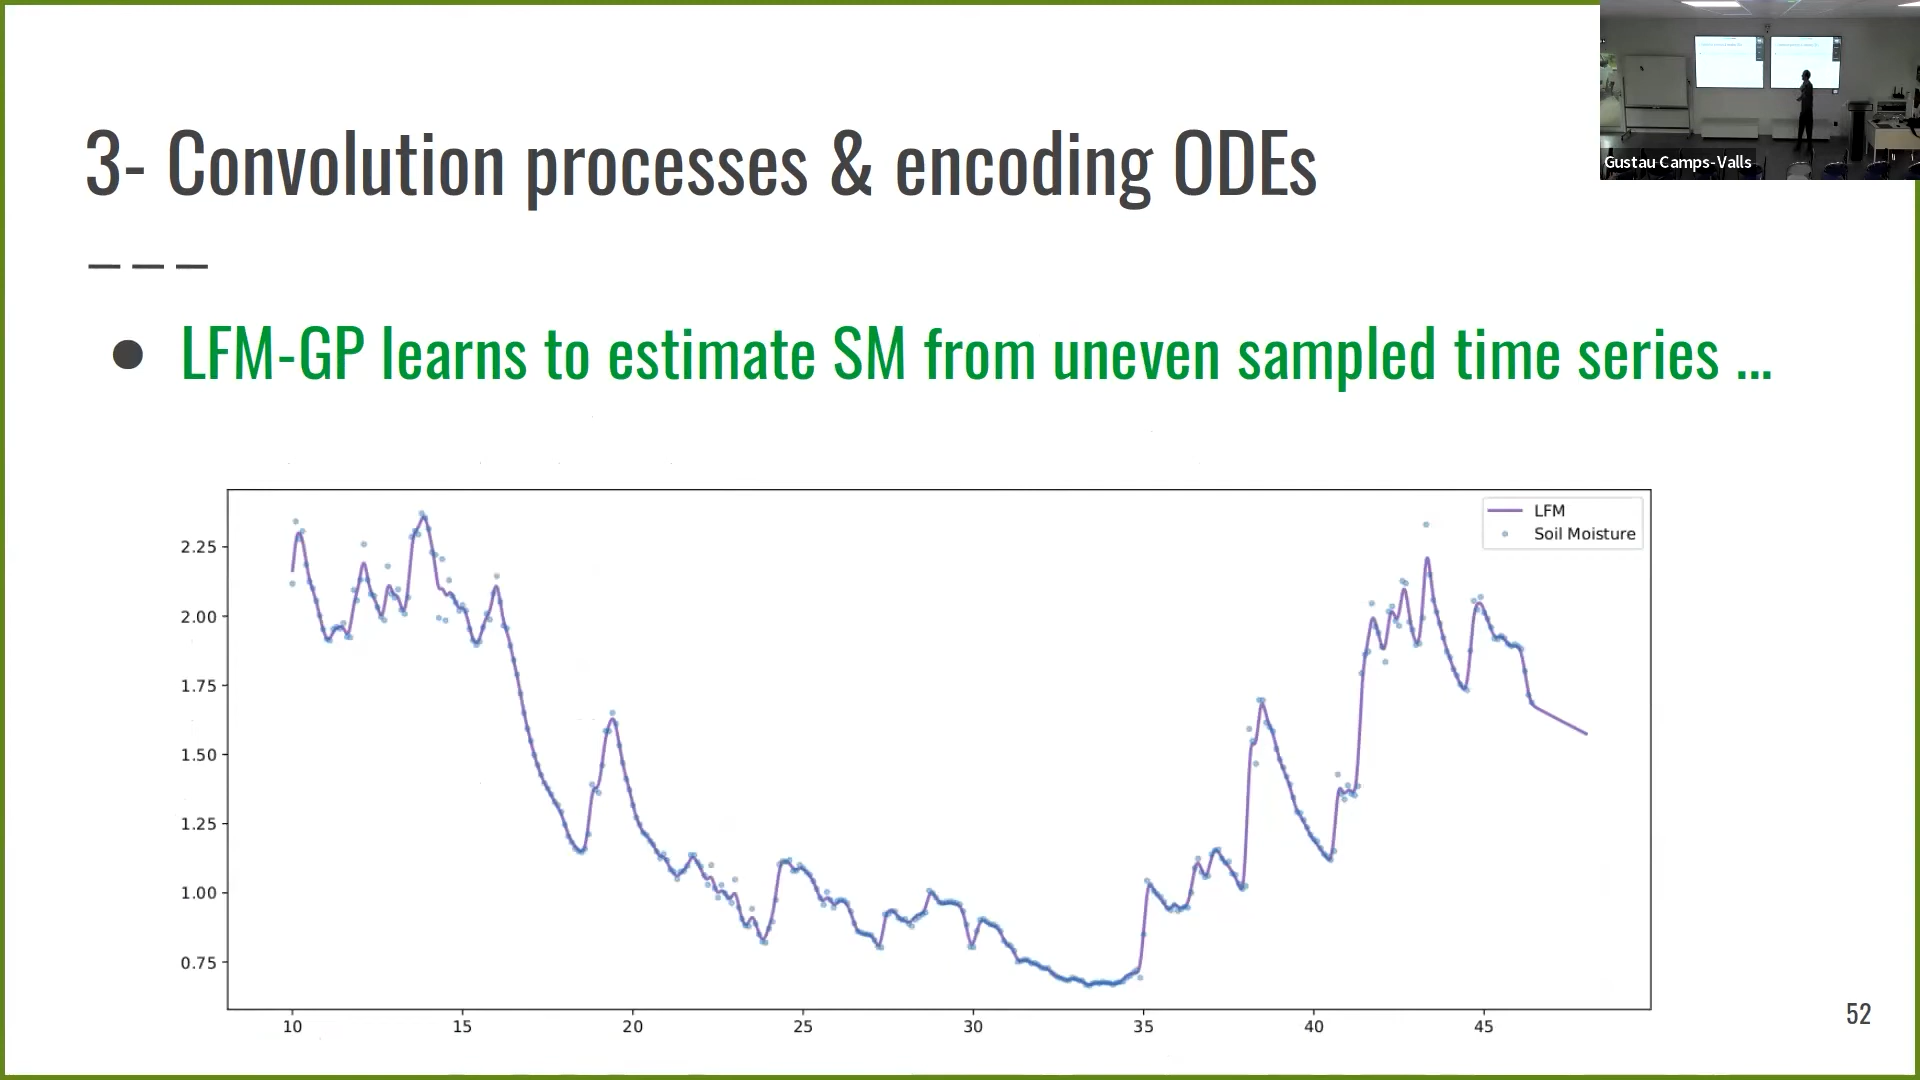 3- Convolution processes & encoding ODEs
Gustau Camps-Valls
● LFM-GP learns to estimate SM from uneven sampled time series ...
LFM
Soil Moisture
2.25
2.00
1.75
1.50
1.25
1.00
0.75
10 15 20 25 30 35 40 45
52